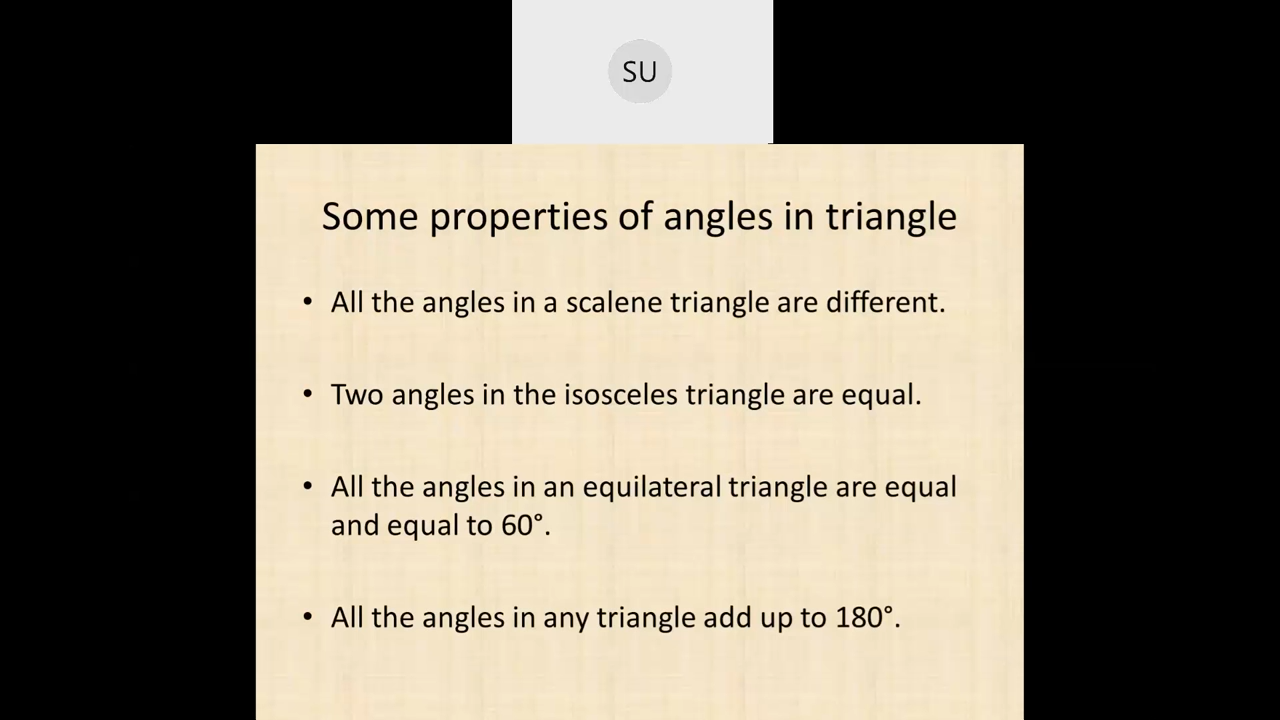 SU
Some properties of angles in triangle
• All the angles in a scalene triangle are different.
• Two angles in the isosceles triangle are equal.
• All the angles in an equilateral triangle are equal
and equal to 60°.
• All the angles in any triangle add up to 180°.